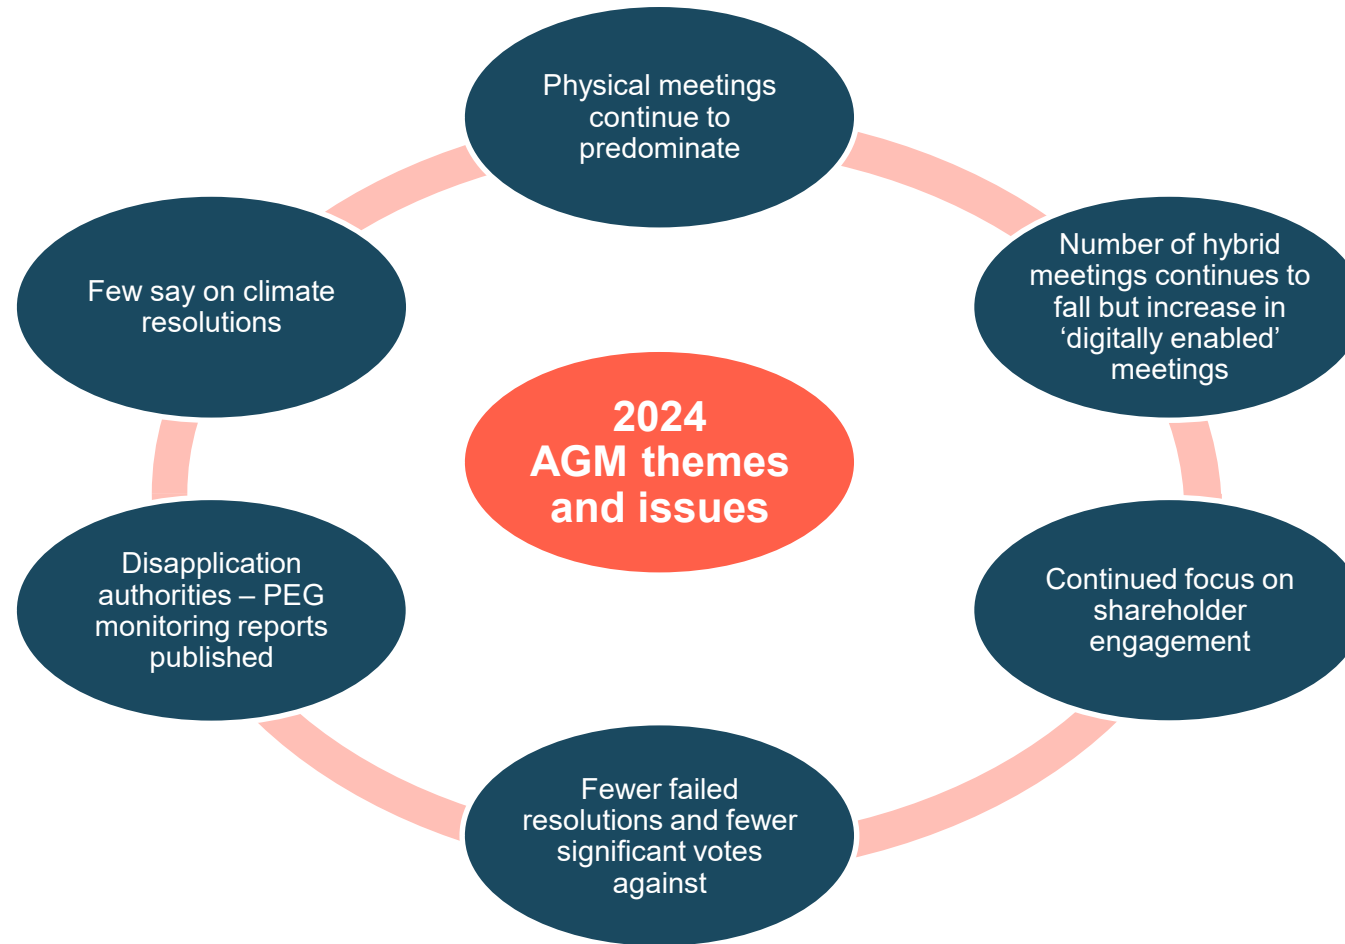 Physical meetings
continue to
predominate
Number of hybrid
meetings continues to
fall but increase in
‘digitally enabled’
meetings
Continued focus on
shareholder
engagement
Fewer failed
resolutions and fewer
significant votes
against
Disapplication
authorities – PEG
monitoring reports
published
Few say on climate
resolutions
2024
AGM themes
and issues